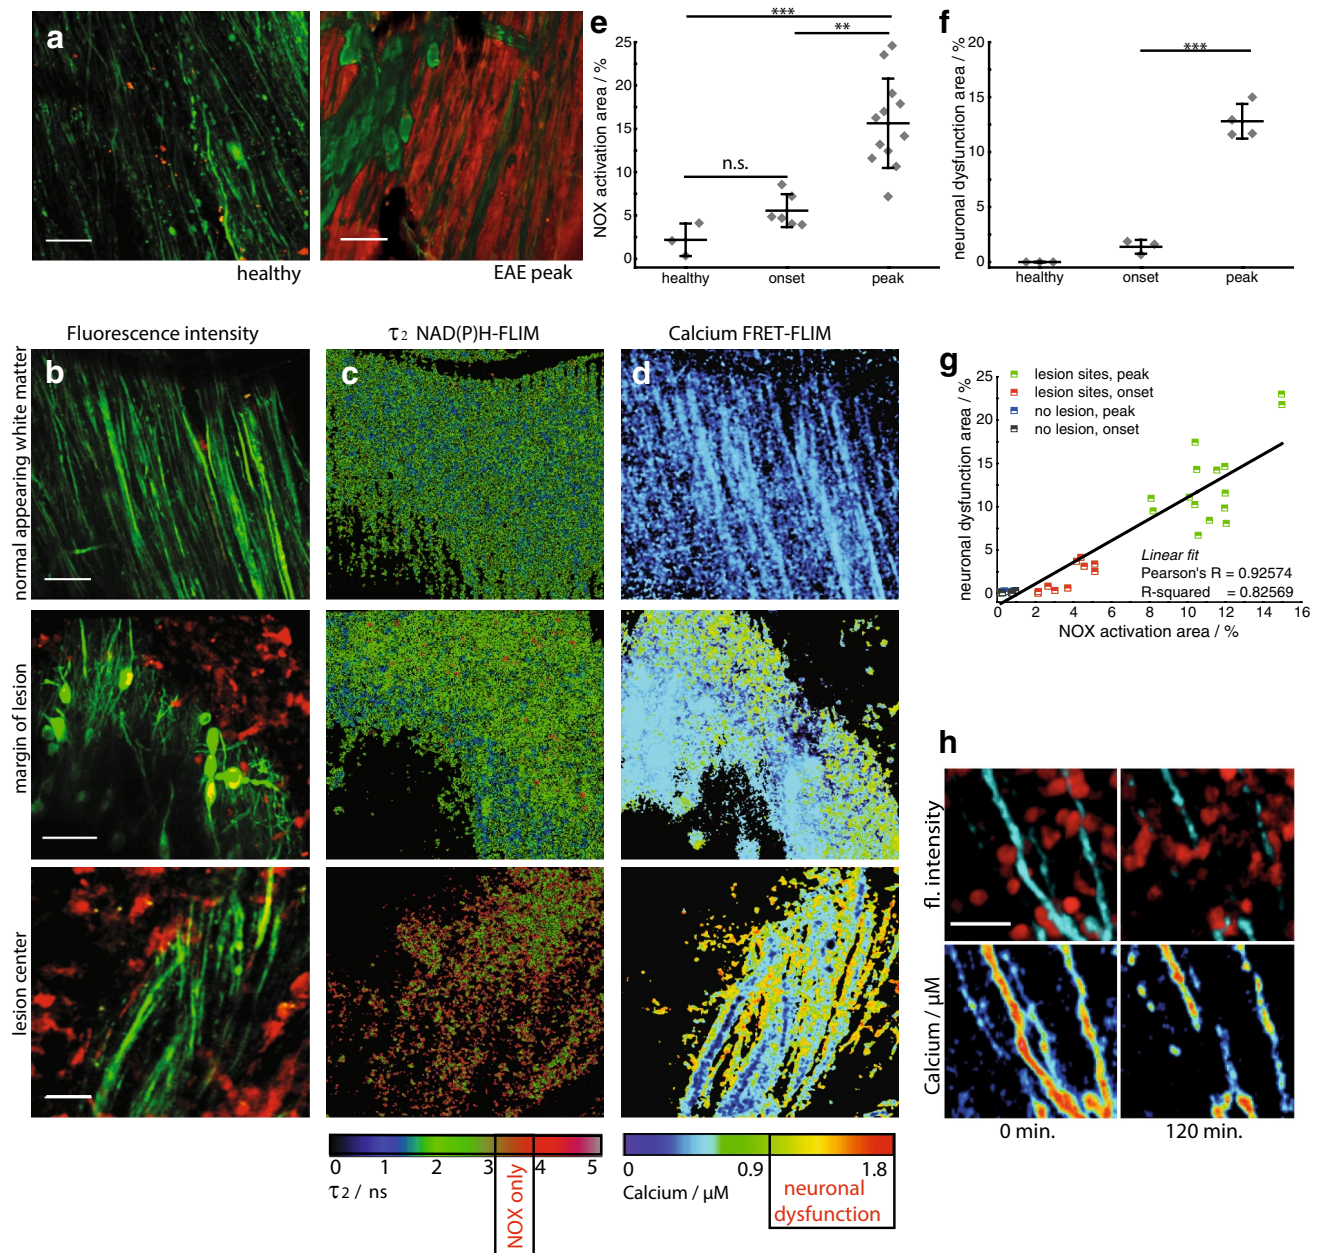 a
healthy
EAE peak
e
***
**
n.s.
NOX activation area / %
25
20
15
10
5
0
healthy
onset
peak
f
***
neuronal dysfunction area / %
20
15
10
5
0
healthy
onset
peak
Fluorescence intensity
τ2 NAD(P)H-FLIM
Calcium FRET-FLIM
b
c
d
normal appearing white matter
margin of lesion
lesion center
0 1 2 3 4 5
τ2 / ns
NOX only
0 0.9 1.8
Calcium / µM
neuronal
dysfunction
g
lesion sites, peak
lesion sites, onset
no lesion, peak
no lesion, onset
neuronal dysfunction area / %
25
20
15
10
5
0
Linear fit
Pearson's R = 0.92574
R-squared = 0.82569
0 2 4 6 8 10 12 14 16
NOX activation area / %
h
fl. intensity
Calcium / µM
0 min.
120 min.